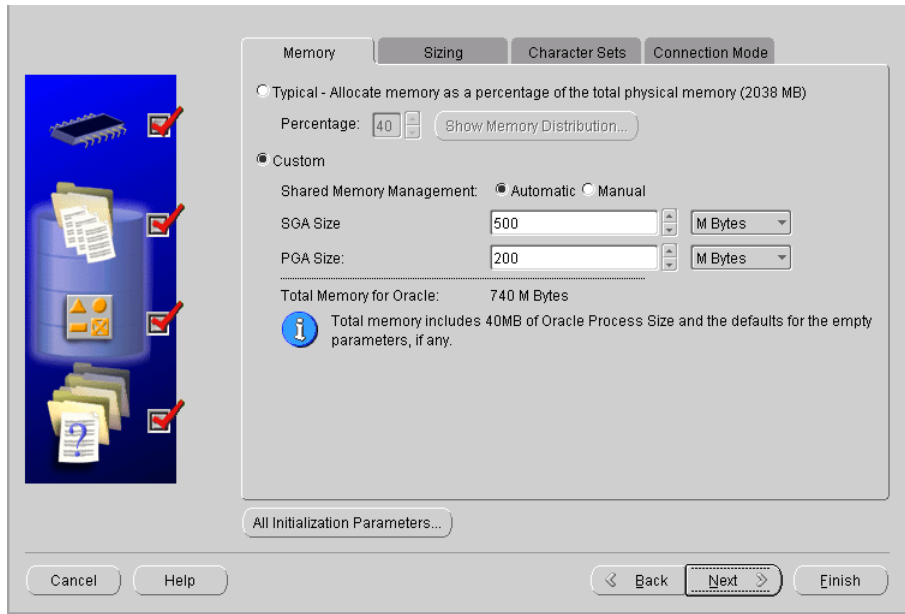 Memory
Sizing
Character Sets
Connection Mode
Typical - Allocate memory as a percentage of the total physical memory (2038 MB)
Percentage: 40 Show Memory Distribution...
Custom
Shared Memory Management: Automatic Manual
SGA Size 500 M Bytes
PGA Size: 200 M Bytes
Total Memory for Oracle: 740 M Bytes
Total memory includes 40MB of Oracle Process Size and the defaults for the empty
parameters, if any.
?
All Initialization Parameters...
Cancel
Help
Back
Next
Finish